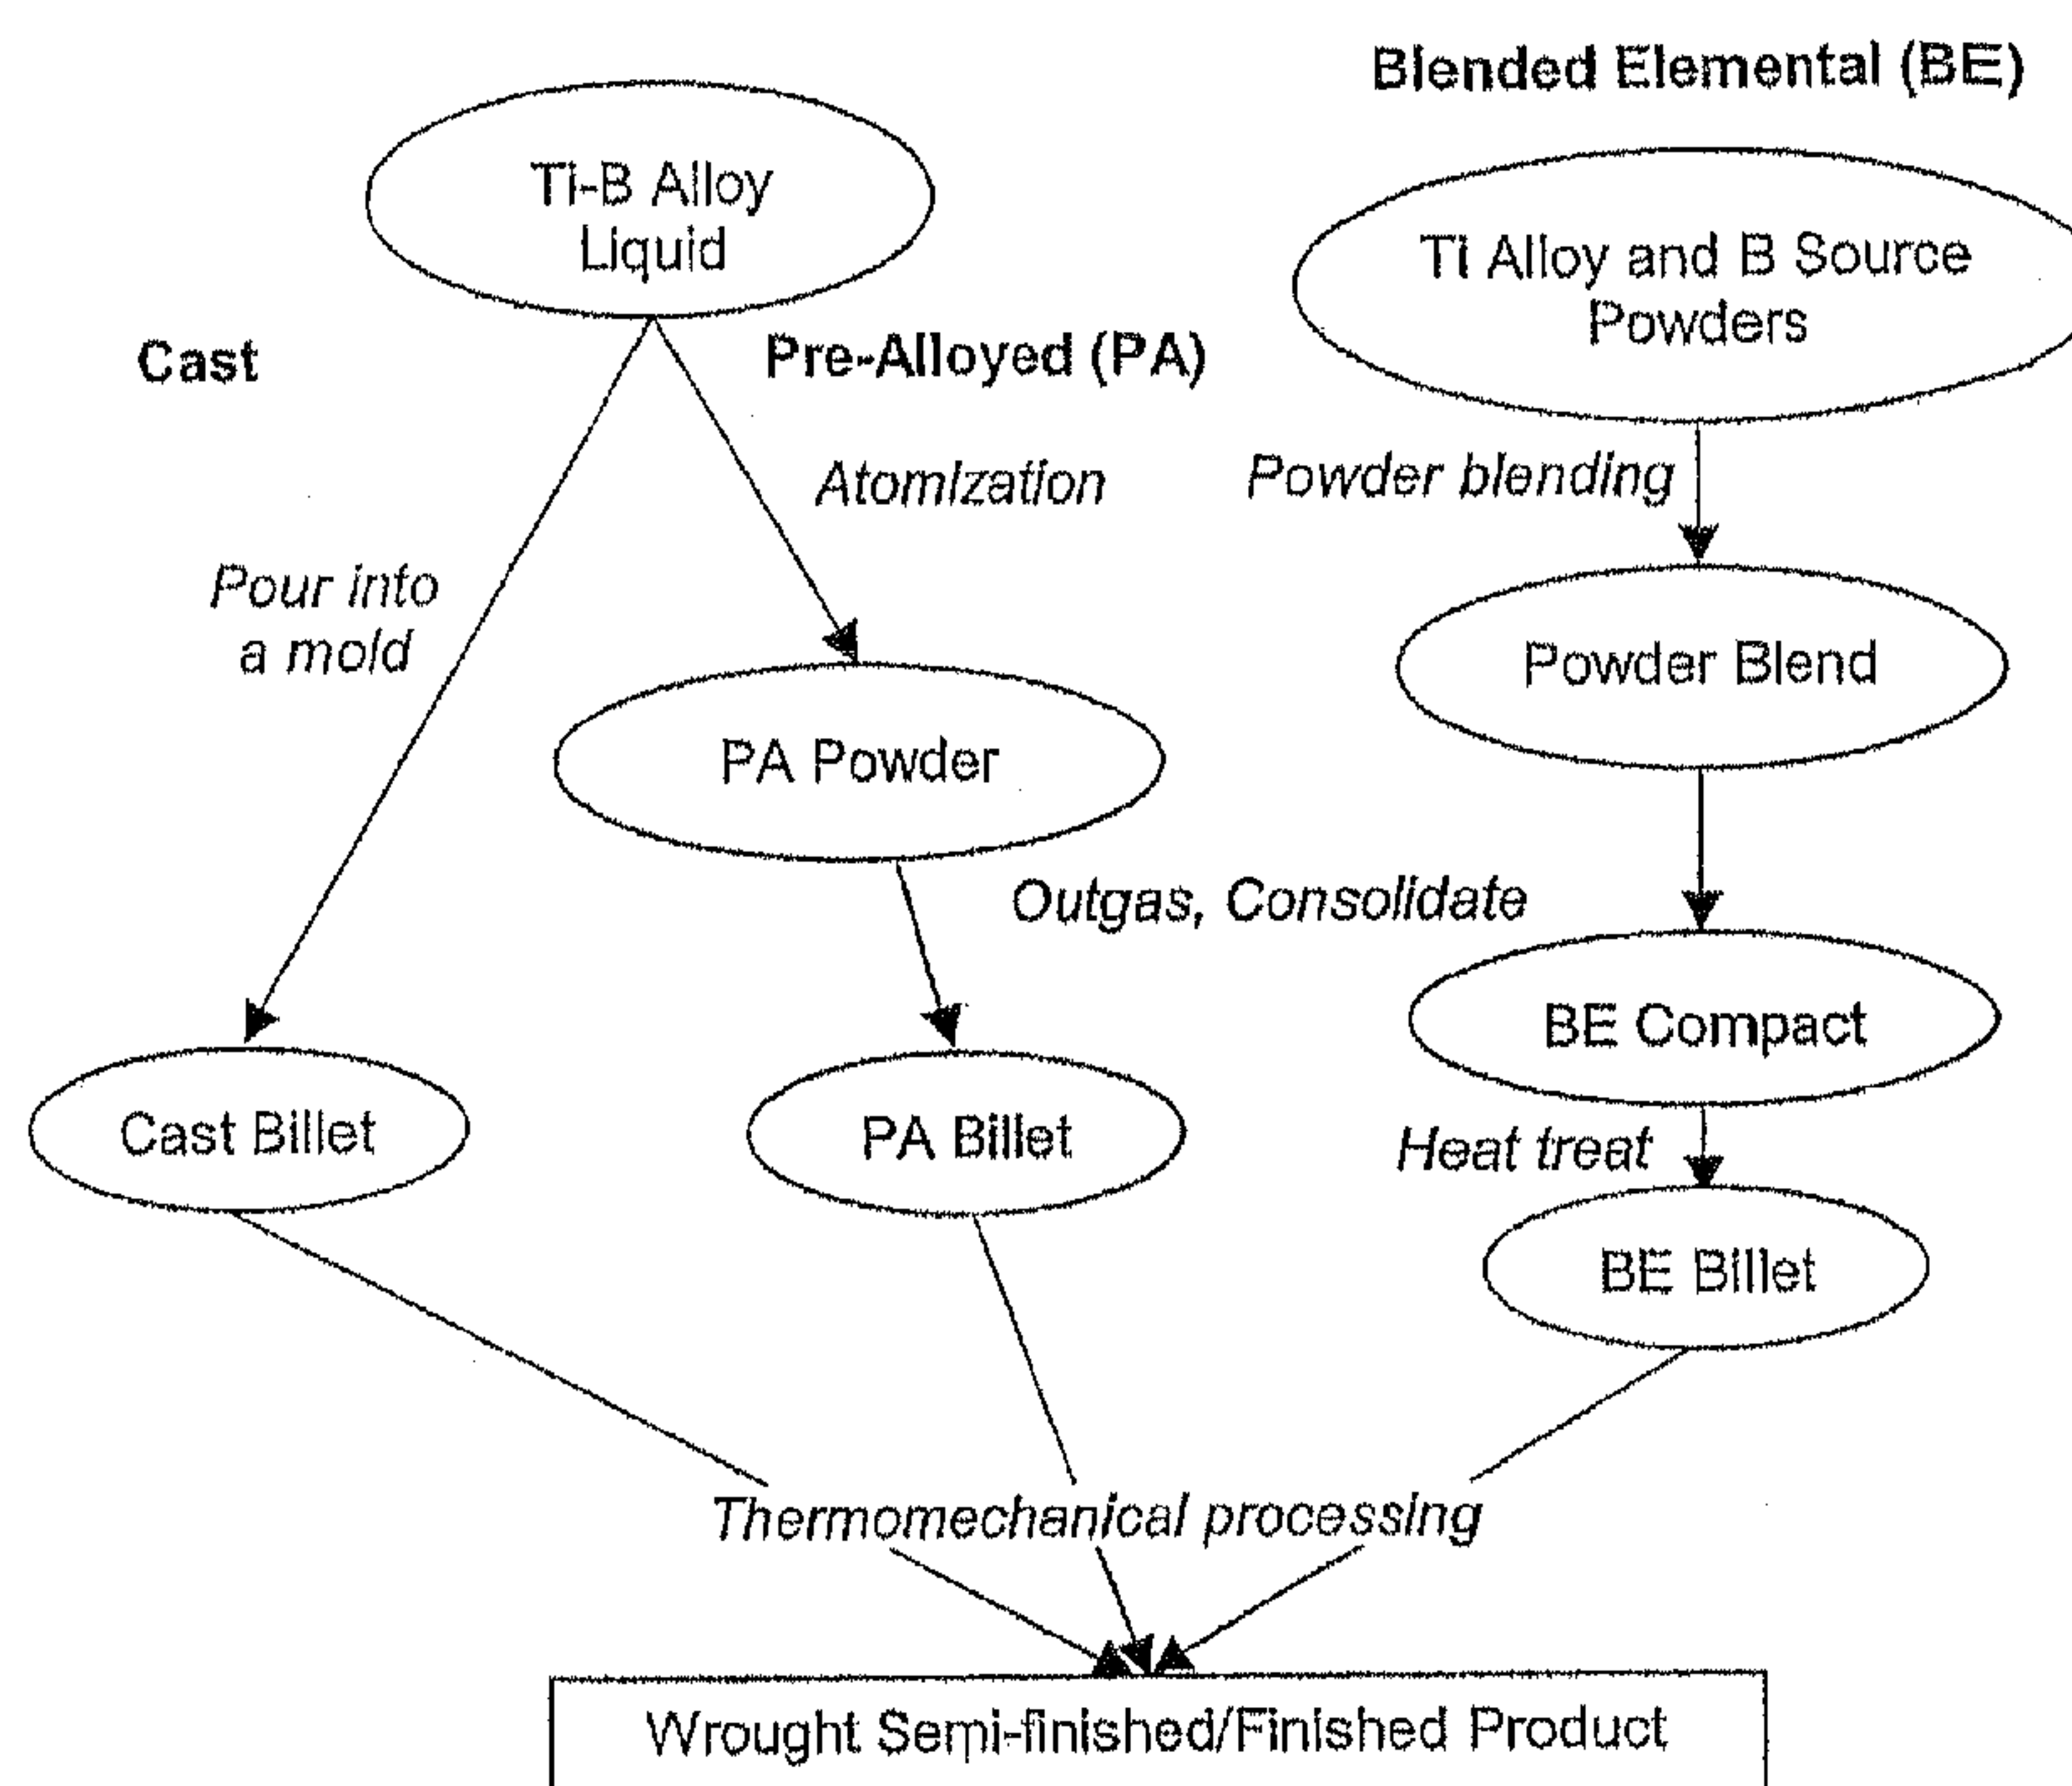 Blended Elemental (BE)
Ti-B Alloy
Liquid
Ti Alloy and B Source
Powders
Cast
Pre-Alloyed (PA)
Atomization
Powder blending
Pour into
a mold
Powder Blend
PA Powder
Outgas, Consolidate
BE Compact
Cast Billet
PA Billet
Heat treat
BE Billet
Thermomechanical processing
Wrought Semi-finished/Finished Product